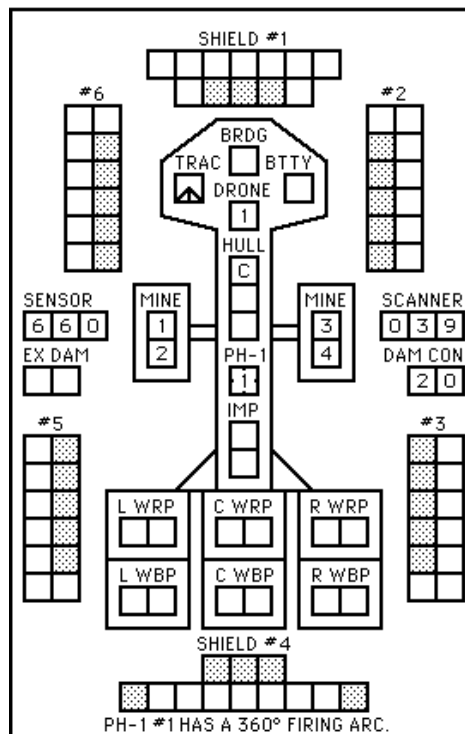 SHIELD #1
#6 #2
BRDG
TRAC BTTY
DRONE
1
HULL
C
SENSOR MINE MINE SCANNER
6 6 0 1 3 0 3 9
EX DAM 2 4 DAM CON
PH-1 2 0
1
#5 IMP #3
L WRP C WRP R WRP
L WBP C WBP R WBP
SHIELD #4
PH-1 #1 HAS A 360° FIRING ARC.